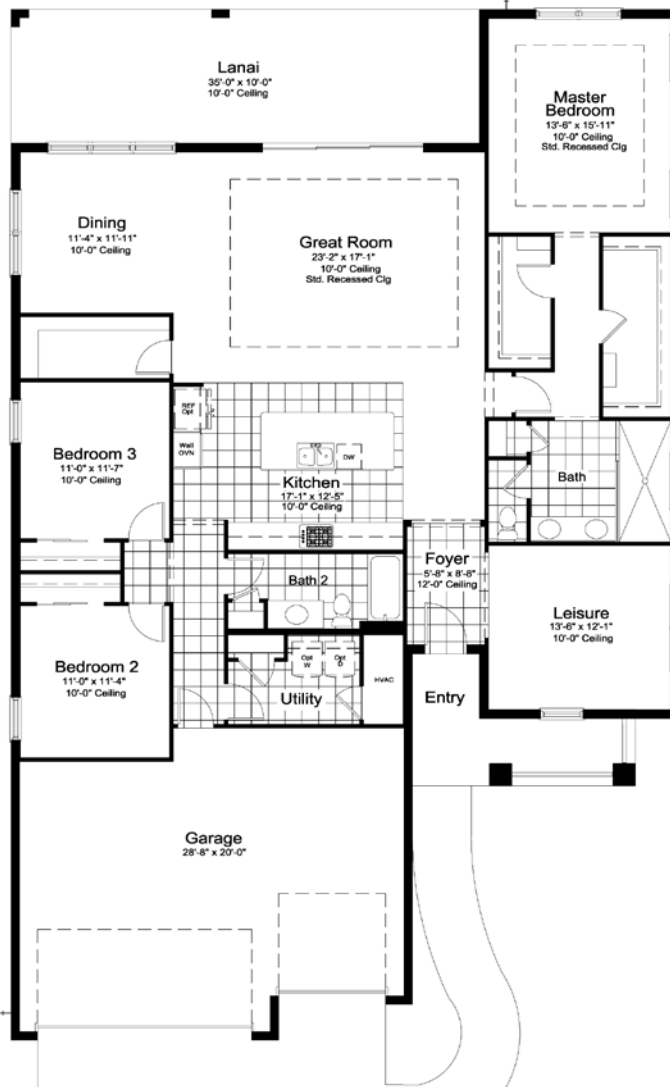 Lanai
35'-0" x 10'-0"
10'-0" Ceiling
Master
Bedroom
13'-6" x 15'-11"
10'-0" Ceiling
Std. Recessed Clg
Dining
11'-4" x 11'-11"
10'-0" Ceiling
Great Room
23'-2" x 17'-1"
10'-0" Ceiling
Std. Recessed Clg
REF
Opt
Wall
OVN
DW
Bedroom 3
11'-0" x 11'-7"
10'-0" Ceiling
Kitchen
17'-1" x 12'-5"
10'-0" Ceiling
Bath
Foyer
5'-8" x 8'-8"
12'-0" Ceiling
Bath 2
Leisure
13'-6" x 12'-1"
10'-0" Ceiling
Bedroom 2
11'-0" x 11'-4"
10'-0" Ceiling
Opt
W
Opt
D
HVAC
Utility
Entry
Garage
28'-8" x 20'-0"